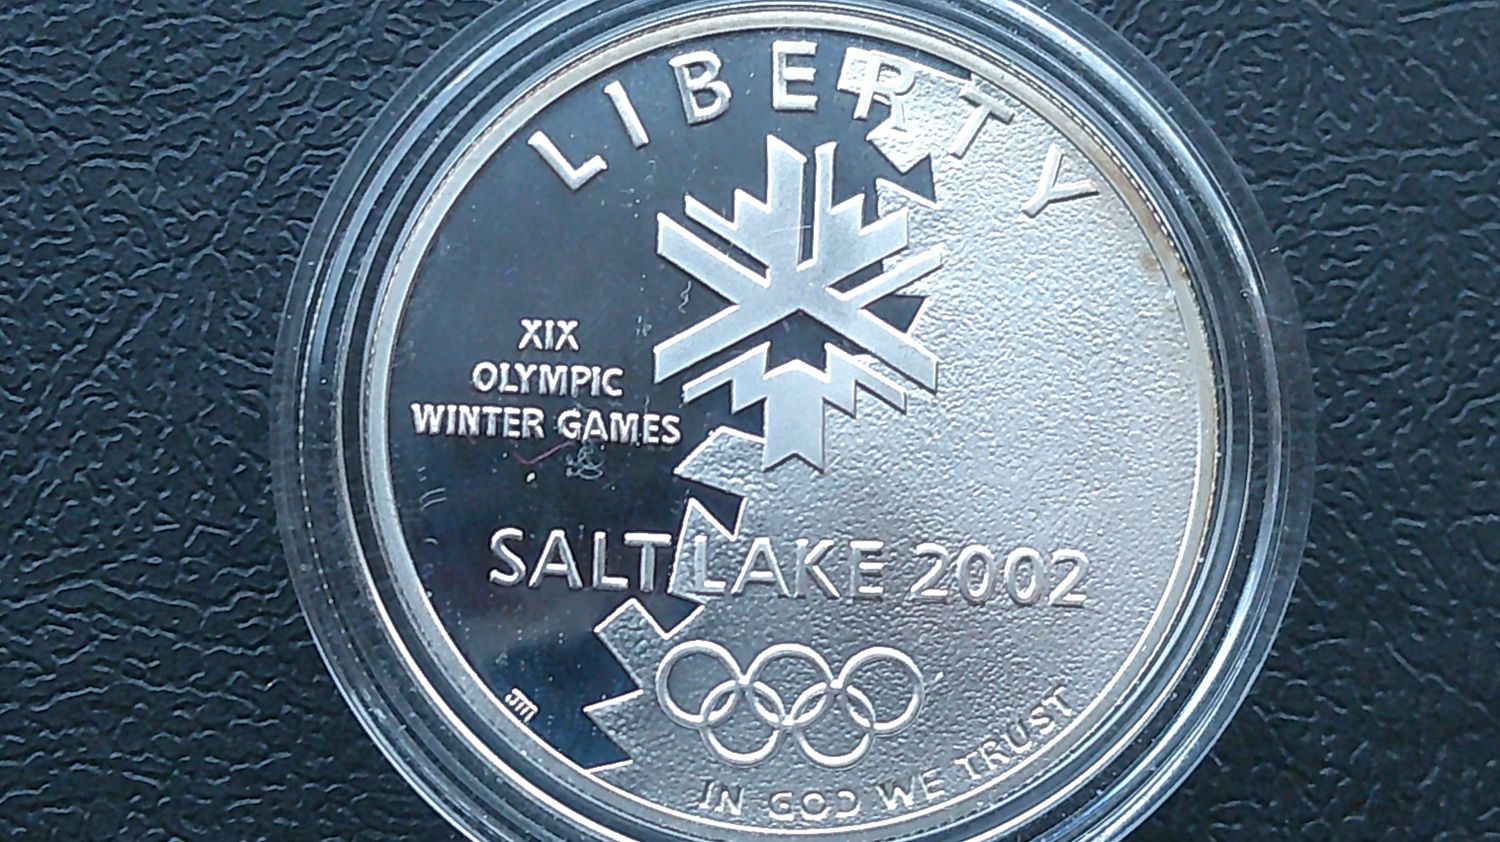 LIBERTY
XIX
OLYMPIC
WINTER GAMES
SALT LAKE 2002
IN GOD WE TRUST